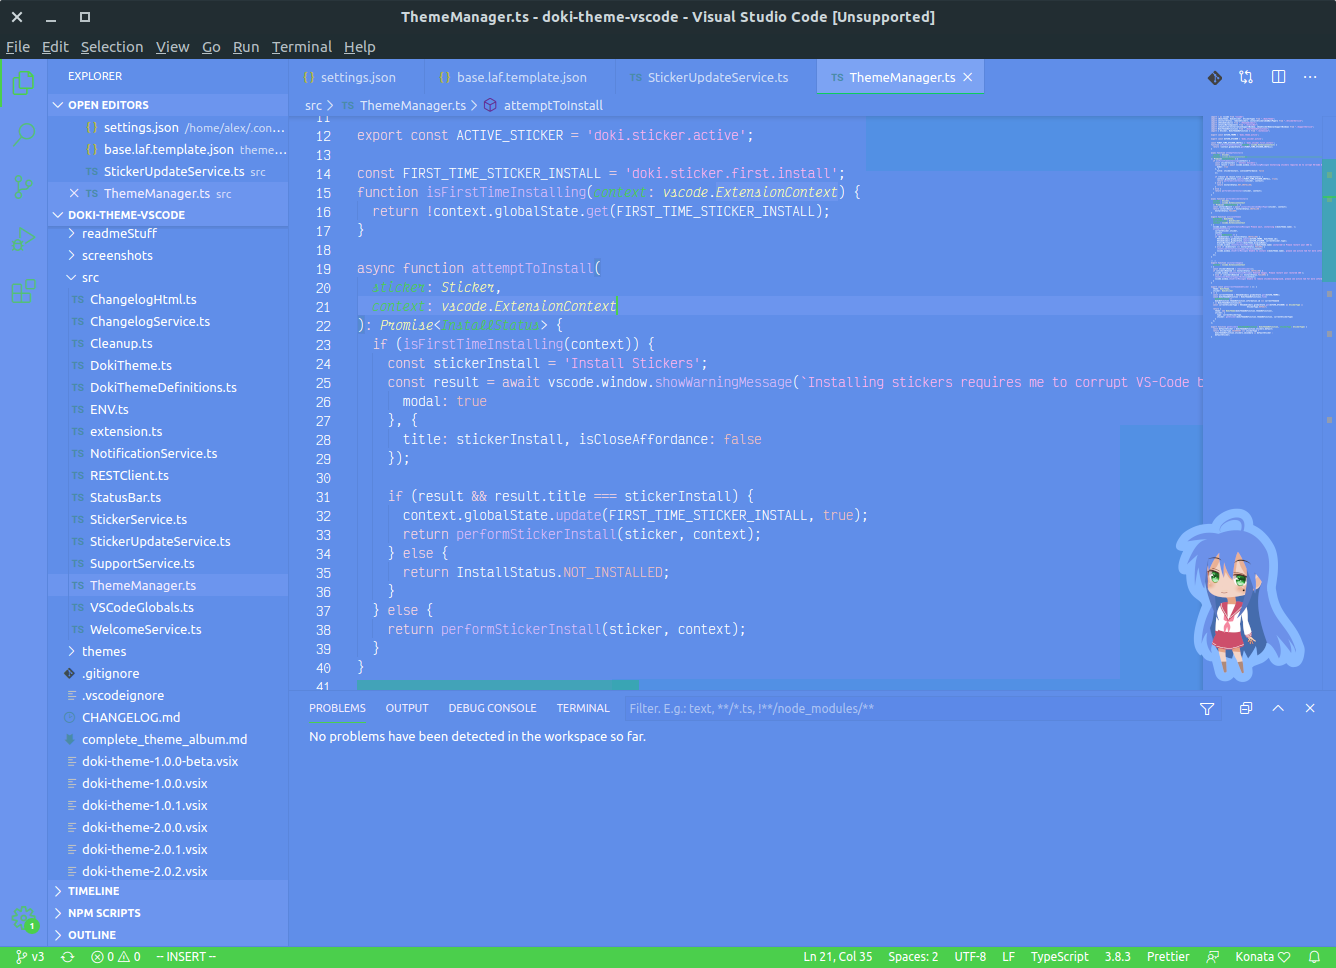 ThemeManager.ts - doki-theme-vscode - Visual Studio Code [Unsupported]
File Edit Selection View Go Run Terminal Help
EXPLORER
OPEN EDITORS
{} settings.json /home/alex/.con...
{} base.laf.template.json theme...
TS StickerUpdateService.ts src
TS ThemeManager.ts src
DOKI-THEME-VSCODE
readmeStuff
screenshots
src
TS ChangelogHtml.ts
TS ChangelogService.ts
TS Cleanup.ts
TS DokiTheme.ts
TS DokiThemeDefinitions.ts
TS ENV.ts
TS extension.ts
TS NotificationService.ts
TS RESTClient.ts
TS StatusBar.ts
TS StickerService.ts
TS StickerUpdateService.ts
TS SupportService.ts
TS ThemeManager.ts
TS VSCodeGlobals.ts
TS WelcomeService.ts
themes
.gitignore
.vscodeignore
CHANGELOG.md
complete_theme_album.md
doki-theme-1.0.0-beta.vsix
doki-theme-1.0.0.vsix
doki-theme-1.0.1.vsix
doki-theme-2.0.0.vsix
doki-theme-2.0.1.vsix
doki-theme-2.0.2.vsix
TIMELINE
NPM SCRIPTS
OUTLINE
1
{} settings.json {} base.laf.template.json TS StickerUpdateService.ts TS ThemeManager.ts
src > TS ThemeManager.ts > attemptToInstall
11
12 export const ACTIVE_STICKER = 'doki.sticker.active';
13
14 const FIRST_TIME_STICKER_INSTALL = 'doki.sticker.first.install';
15 function isFirstTimeInstalling(context: vscode.ExtensionContext) {
16 return !context.globalState.get(FIRST_TIME_STICKER_INSTALL);
17 }
18
19 async function attemptToInstall(
20 sticker: Sticker,
21 context: vscode.ExtensionContext
22 ): Promise<InstallStatus> {
23 if (isFirstTimeInstalling(context)) {
24 const stickerInstall = 'Install Stickers';
25 const result = await vscode.window.showWarningMessage(`Installing stickers requires me to corrupt VS-Code t
26 modal: true
27 }, {
28 title: stickerInstall, isCloseAffordance: false
29 });
30
31 if (result && result.title === stickerInstall) {
32 context.globalState.update(FIRST_TIME_STICKER_INSTALL, true);
33 return performStickerInstall(sticker, context);
34 } else {
35 return InstallStatus.NOT_INSTALLED;
36 }
37 } else {
38 return performStickerInstall(sticker, context);
39 }
40 }
41
PROBLEMS OUTPUT DEBUG CONSOLE TERMINAL Filter. E.g.: text, **/*.ts, !**/node_modules/**
No problems have been detected in the workspace so far.
v3 0 0 -- INSERT -- Ln 21, Col 35 Spaces: 2 UTF-8 LF TypeScript 3.8.3 Prettier Konata♡